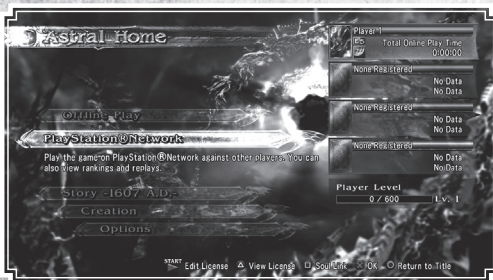 Astral Home
Offline Play
PlayStation®Network
Play the game on PlayStation®Network against other players. You can
also view rankings and replays.
Story -1607 A.D.-
Creation
Options
Player 1
Total Online Play Time
0:00:00
None Registered
No Data
No Data
None Registered
No Data
No Data
None Registered
No Data
No Data
Player Level
0 / 600 Lv. 1
START Edit License △ View License □ Soul Link × OK ○ Return to Title